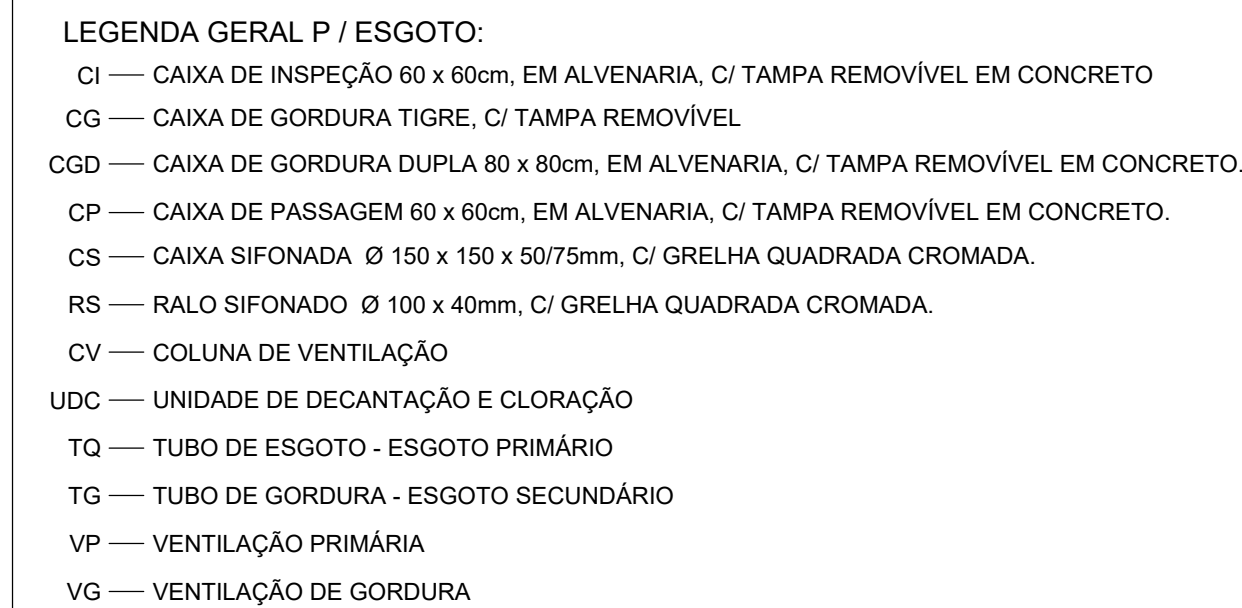 LEGENDA GERAL P / ESGOTO:
CI — CAIXA DE INSPEÇÃO 60 x 60cm, EM ALVENARIA, C/ TAMPA REMOVÍVEL EM CONCRETO
CG — CAIXA DE GORDURA TIGRE, C/ TAMPA REMOVÍVEL
CGD — CAIXA DE GORDURA DUPLA 80 x 80cm, EM ALVENARIA, C/ TAMPA REMOVÍVEL EM CONCRETO.
CP — CAIXA DE PASSAGEM 60 x 60cm, EM ALVENARIA, C/ TAMPA REMOVÍVEL EM CONCRETO.
CS — CAIXA SIFONADA Ø 150 x 150 x 50/75mm, C/ GRELHA QUADRADA CROMADA.
RS — RALO SIFONADO Ø 100 x 40mm, C/ GRELHA QUADRADA CROMADA.
CV — COLUNA DE VENTILAÇÃO
UDC — UNIDADE DE DECANTAÇÃO E CLORAÇÃO
TQ — TUBO DE ESGOTO - ESGOTO PRIMÁRIO
TG — TUBO DE GORDURA - ESGOTO SECUNDÁRIO
VP — VENTILAÇÃO PRIMÁRIA
VG — VENTILAÇÃO DE GORDURA